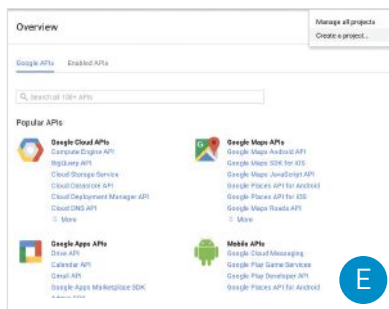 Overview
Manage all projects
Create a project...
Google APIs
Enabled APIs
Search all 100+ APIs
Popular APIs
Google Cloud APIs
Compute Engine API
BigQuery API
Cloud Storage Service
Cloud Datastore API
Cloud Deployment Manager API
Cloud DNS API
More
Google Maps APIs
Google Maps Android API
Google Maps SDK for iOS
Google Maps JavaScript API
Google Places API for Android
Google Places API for iOS
Google Maps Roads API
More
Google Apps APIs
Drive API
Calendar API
Gmail API
Google Apps Marketplace SDK
Admin SDK
Mobile APIs
Google Cloud Messaging
Google Play Game Services
Google Play Developer API
Google Places API for Android
E